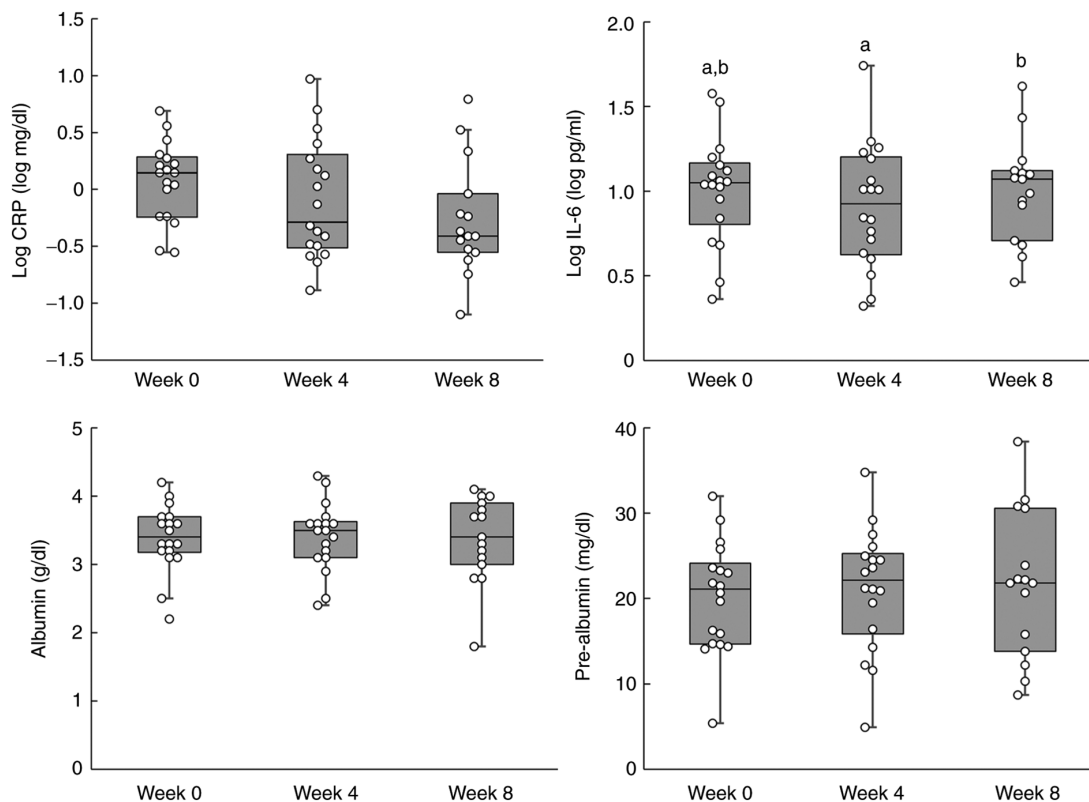 Log CRP (log mg/dl)
1.5
1.0
0.5
0
−0.5
−1.0
−1.5
Week 0
Week 4
Week 8
Log IL-6 (log pg/ml)
2.0
1.5
1.0
0.5
0
a,b
a
b
Week 0
Week 4
Week 8
Albumin (g/dl)
5
4
3
2
1
0
Week 0
Week 4
Week 8
Pre-albumin (mg/dl)
40
30
20
10
0
Week 0
Week 4
Week 8